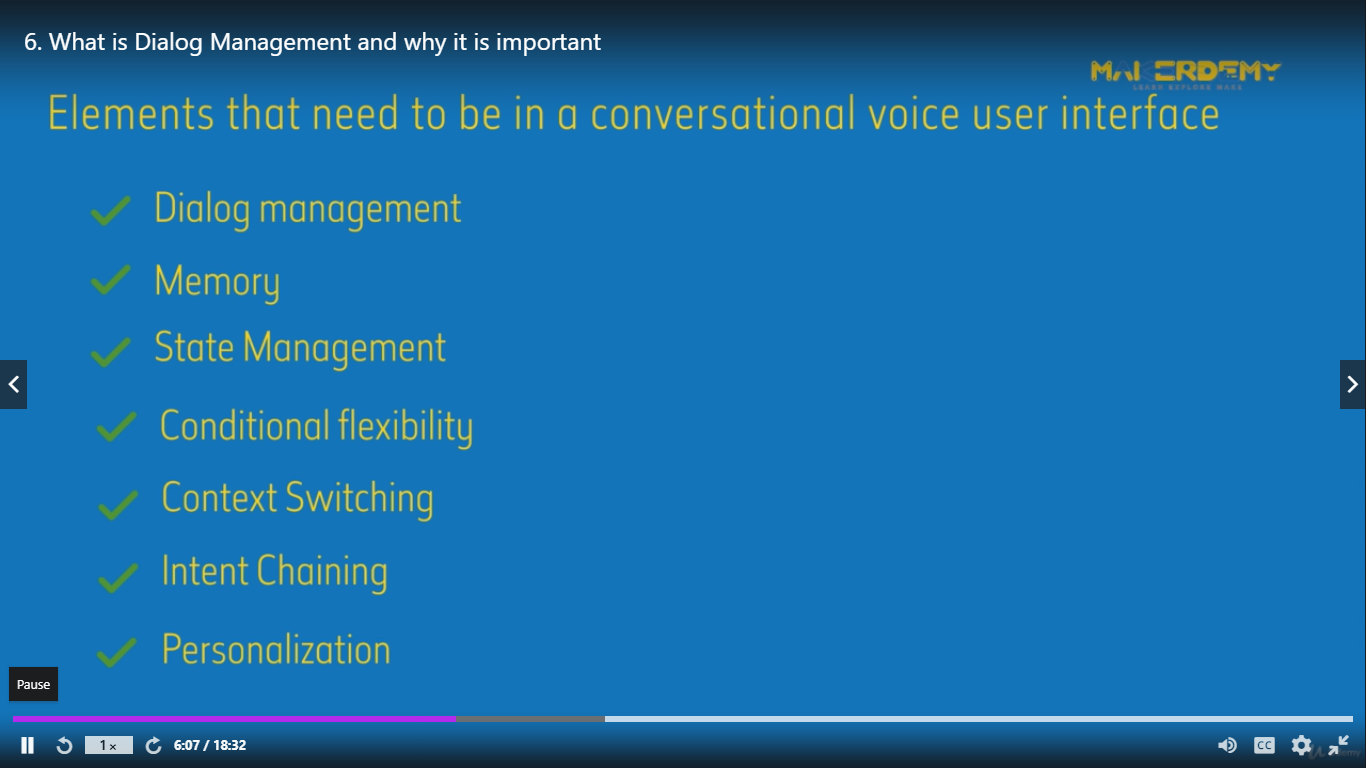 6. What is Dialog Management and why it is important
MAKERDEMY
LEARN EXPLORE MAKE
Elements that need to be in a conversational voice user interface
Dialog management
Memory
State Management
Conditional flexibility
Context Switching
Intent Chaining
Personalization
Pause
1 x
6:07 / 18:32
CC